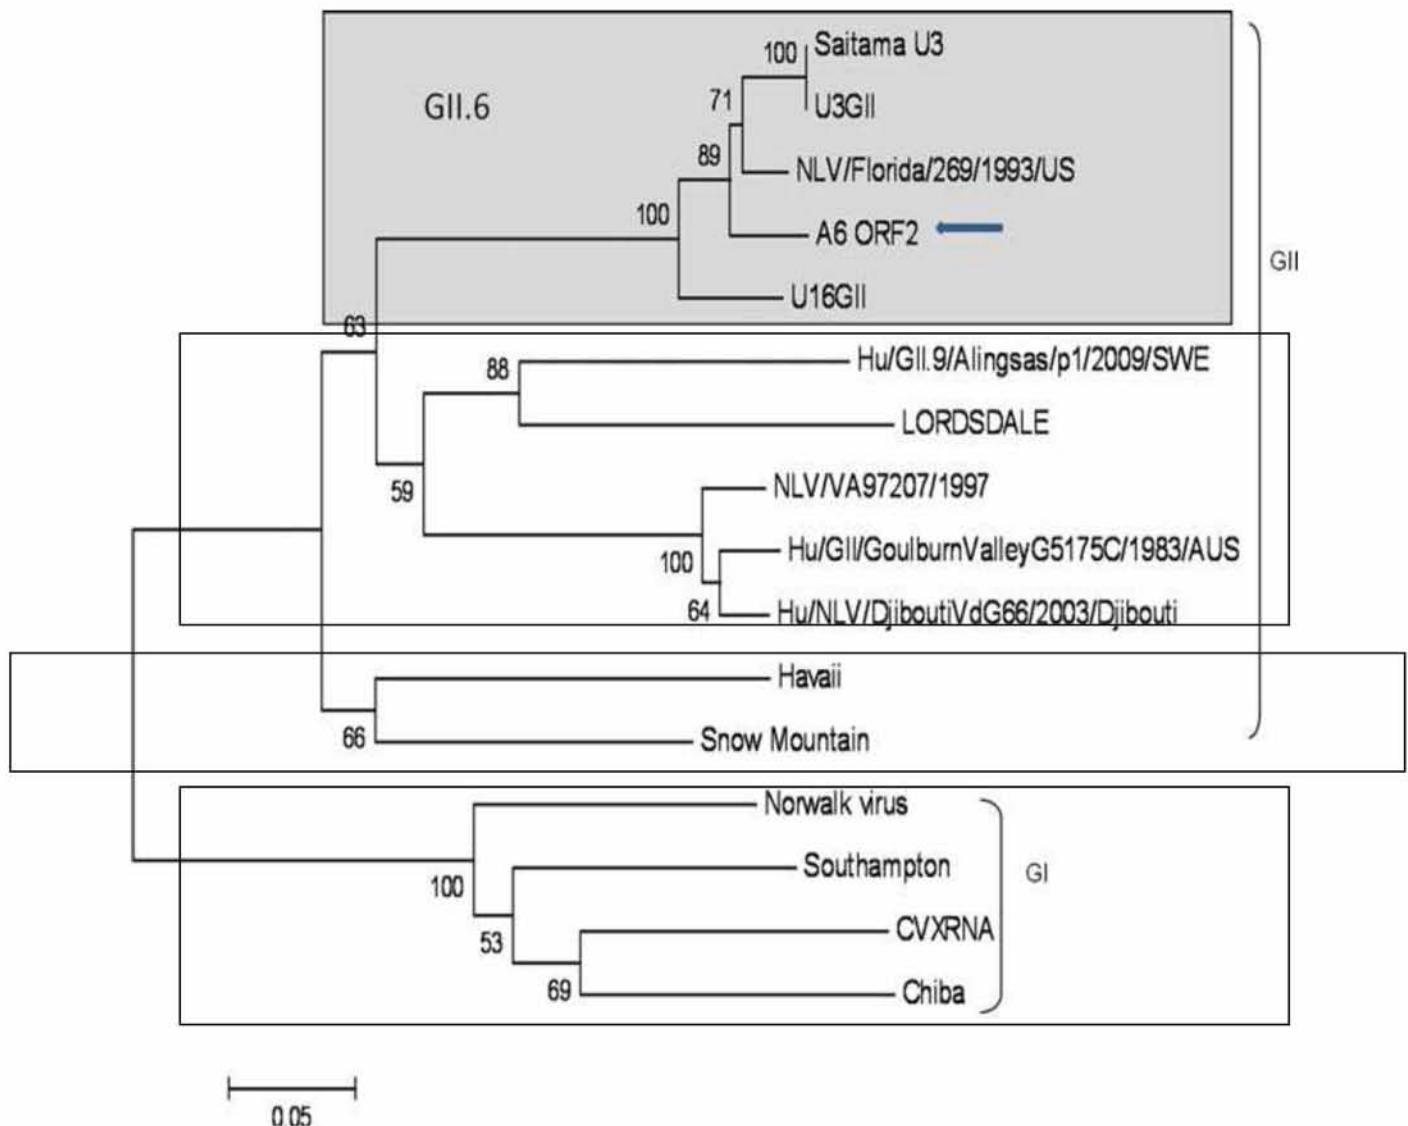 100 Saitama U3
GII.6
71
U3GII
89
NLV/Florida/269/1993/US
100
A6 ORF2
GII
U16GII
63
88
Hu/GII.9/Alingsas/p1/2009/SWE
LORDSDALE
59
NLV/VA97207/1997
Hu/GII/GoulburnValleyG5175C/1983/AUS
100
64
Hu/NLV/DjiboutiVdG66/2003/Djibouti
Havaii
66
Snow Mountain
Norwalk virus
Southampton
GI
100
CVXRNA
53
69
Chiba
0.05